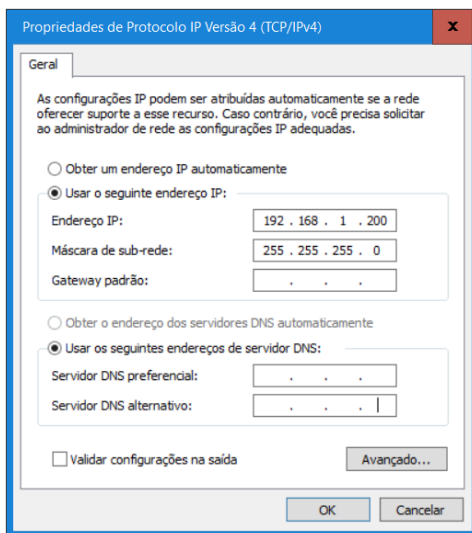 Propriedades de Protocolo IP Versão 4 (TCP/IPv4)
x
Geral
As configurações IP podem ser atribuídas automaticamente se a rede
oferecer suporte a esse recurso. Caso contrário, você precisa solicitar
ao administrador de rede as configurações IP adequadas.
Obter um endereço IP automaticamente
Usar o seguinte endereço IP:
Endereço IP: 192 . 168 . 1 . 200
Máscara de sub-rede: 255 . 255 . 255 . 0
Gateway padrão: . . .
Obter o endereço dos servidores DNS automaticamente
Usar os seguintes endereços de servidor DNS:
Servidor DNS preferencial: . . .
Servidor DNS alternativo: . . .
Validar configurações na saída Avançado...
OK Cancelar